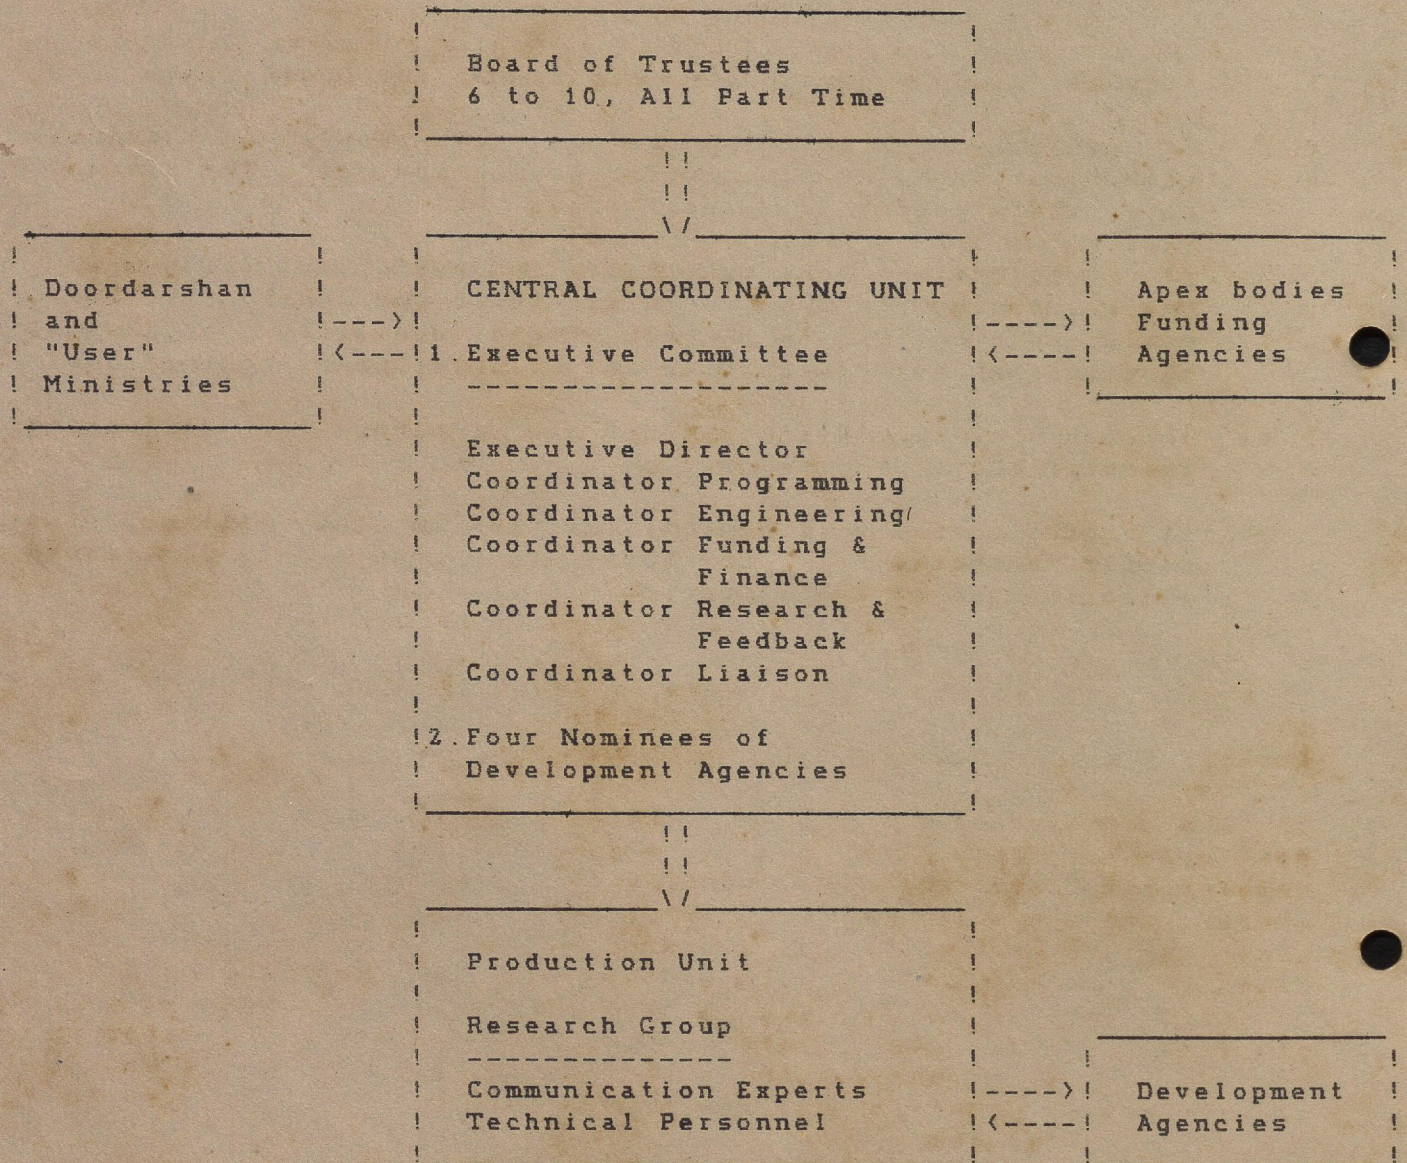 Board of Trustees
6 to 10, All Part Time
Doordarshan
and
"User"
Ministries
CENTRAL COORDINATING UNIT
1.Executive Committee
Executive Director
Coordinator Programming
Coordinator Engineering/
Coordinator Funding &
Finance
Coordinator Research &
Feedback
Coordinator Liaison
2.Four Nominees of
Development Agencies
Apex bodies
Funding
Agencies
Production Unit
Research Group
Communication Experts
Technical Personnel
Development
Agencies